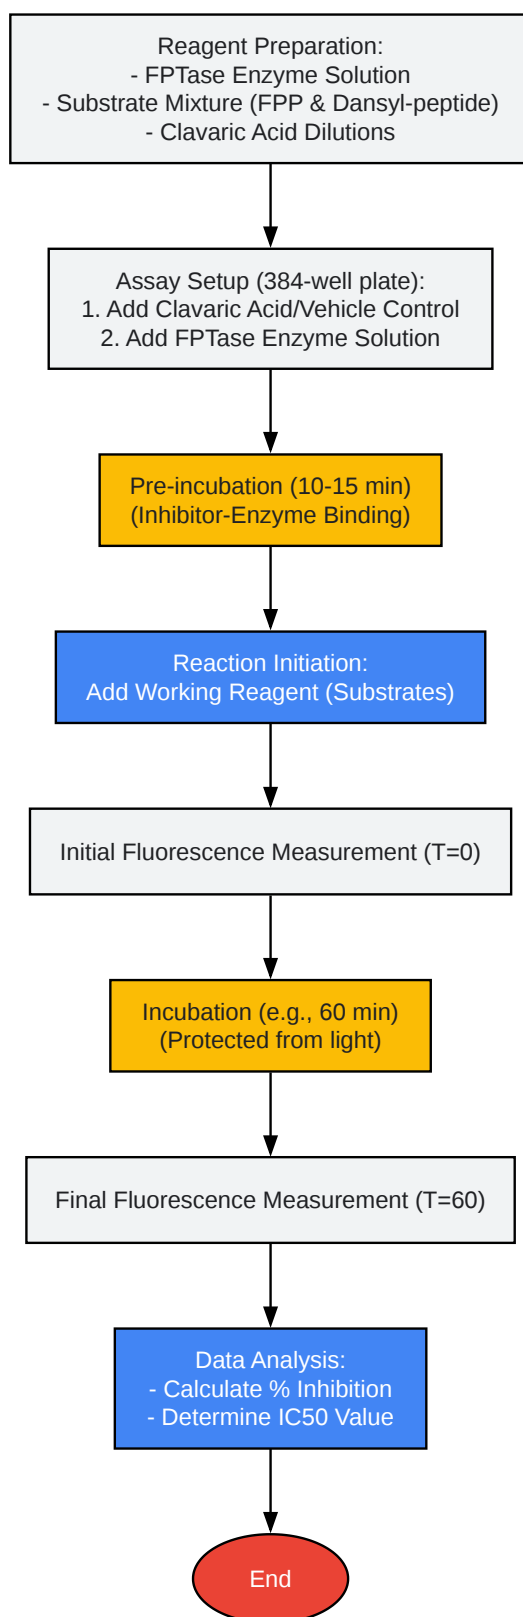 Reagent Preparation:
- FPTase Enzyme Solution
- Substrate Mixture (FPP & Dansyl-peptide)
- Clavaric Acid Dilutions
Assay Setup (384-well plate):
1. Add Clavaric Acid/Vehicle Control
2. Add FPTase Enzyme Solution
Pre-incubation (10-15 min)
(Inhibitor-Enzyme Binding)
Reaction Initiation:
Add Working Reagent (Substrates)
Initial Fluorescence Measurement (T=0)
Incubation (e.g., 60 min)
(Protected from light)
Final Fluorescence Measurement (T=60)
Data Analysis:
- Calculate % Inhibition
- Determine IC50 Value
End